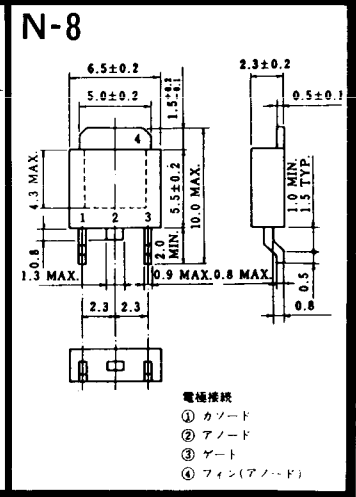 N-8
6.5±0.2
5.0±0.2
1.5+0.2-0.1
4
4.3 MAX.
5.5±0.2
10.0 MAX.
1 2 3
0.8
2.0 MIN.
1.3 MAX.
0.9 MAX.
2.3 2.3
2.3±0.2
0.5±0.1
1.0 MIN.
1.5 TYP.
0.8 MAX.
0.5
0.8
電極接続
① カソード
② アノード
③ ゲート
④ フィン(アノード)